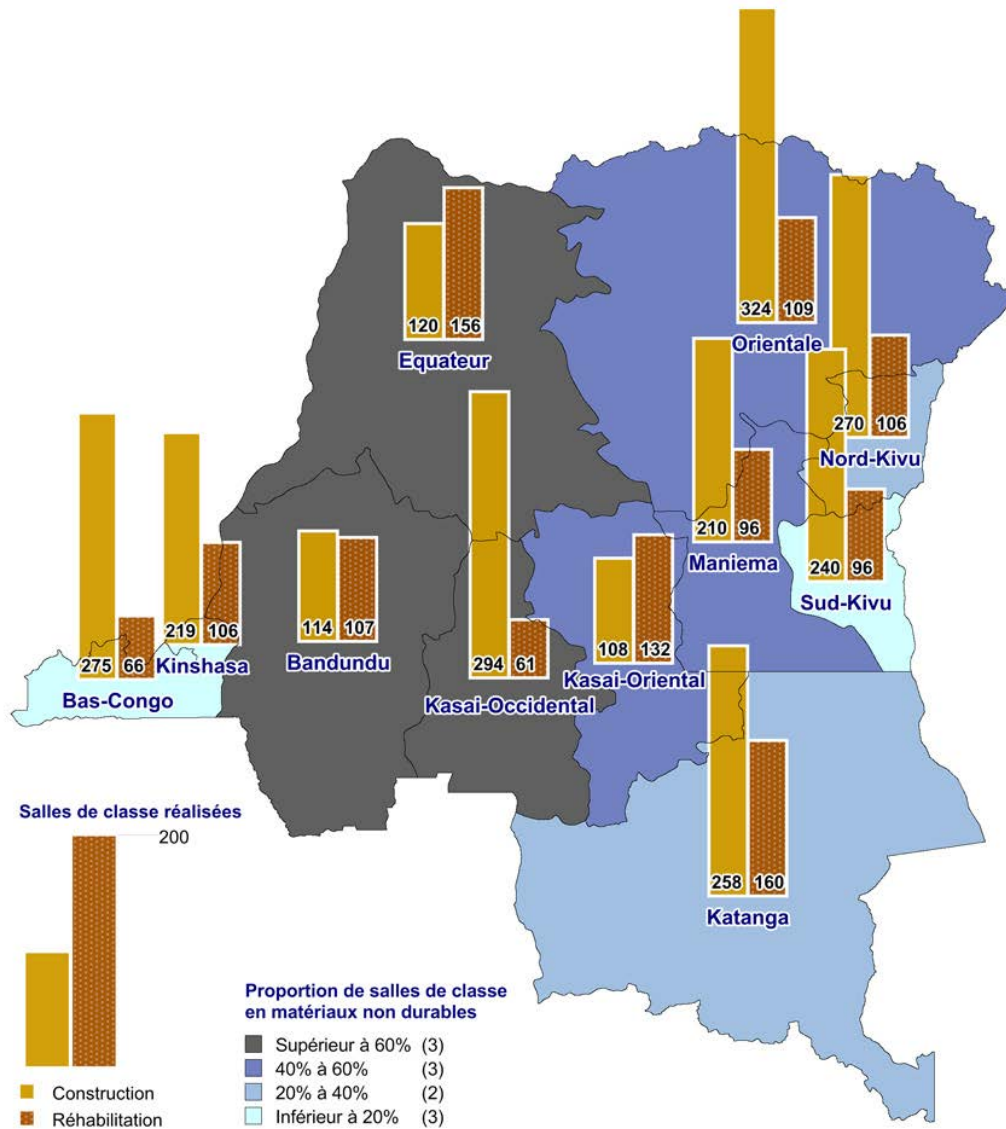 324 109
Orientale
120 156
Equateur
270 106
Nord-Kivu
210 96
Maniema
240 96
Sud-Kivu
219 106
Kinshasa
275 66
Bas-Congo
114 107
Bandundu
294 61
Kasai-Occidental
108 132
Kasai-Oriental
258 160
Katanga
Salles de classe réalisées
200
Construction
Réhabilitation
Proportion de salles de classe
en matériaux non durables
Supérieur à 60% (3)
40% à 60% (3)
20% à 40% (2)
Inférieur à 20% (3)